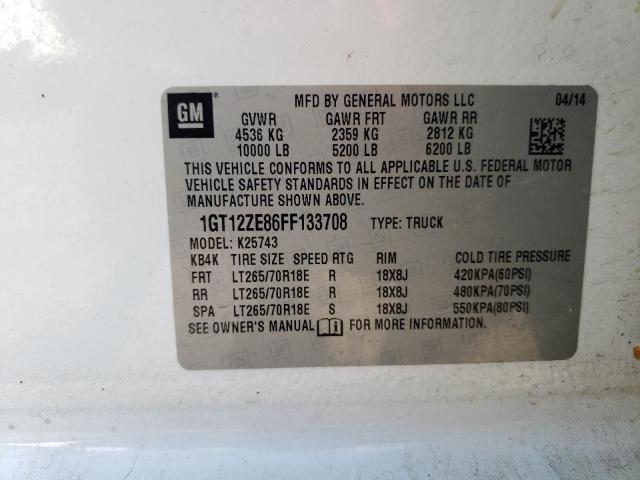 GM
MFD BY GENERAL MOTORS LLC 04/14
GVWR GAWR FRT GAWR RR
4536 KG 2359 KG 2812 KG
10000 LB 5200 LB 6200 LB
THIS VEHICLE CONFORMS TO ALL APPLICABLE U.S. FEDERAL MOTOR
VEHICLE SAFETY STANDARDS IN EFFECT ON THE DATE OF
MANUFACTURE SHOWN ABOVE.
1GT12ZE86FF133708 TYPE: TRUCK
MODEL: K25743
KB4K TIRE SIZE SPEED RTG RIM COLD TIRE PRESSURE
FRT LT265/70R18E R 18X8J 420KPA(60PSI)
RR LT265/70R18E R 18X8J 480KPA(70PSI)
SPA LT265/70R18E S 18X8J 550KPA(80PSI)
SEE OWNER'S MANUAL FOR MORE INFORMATION.